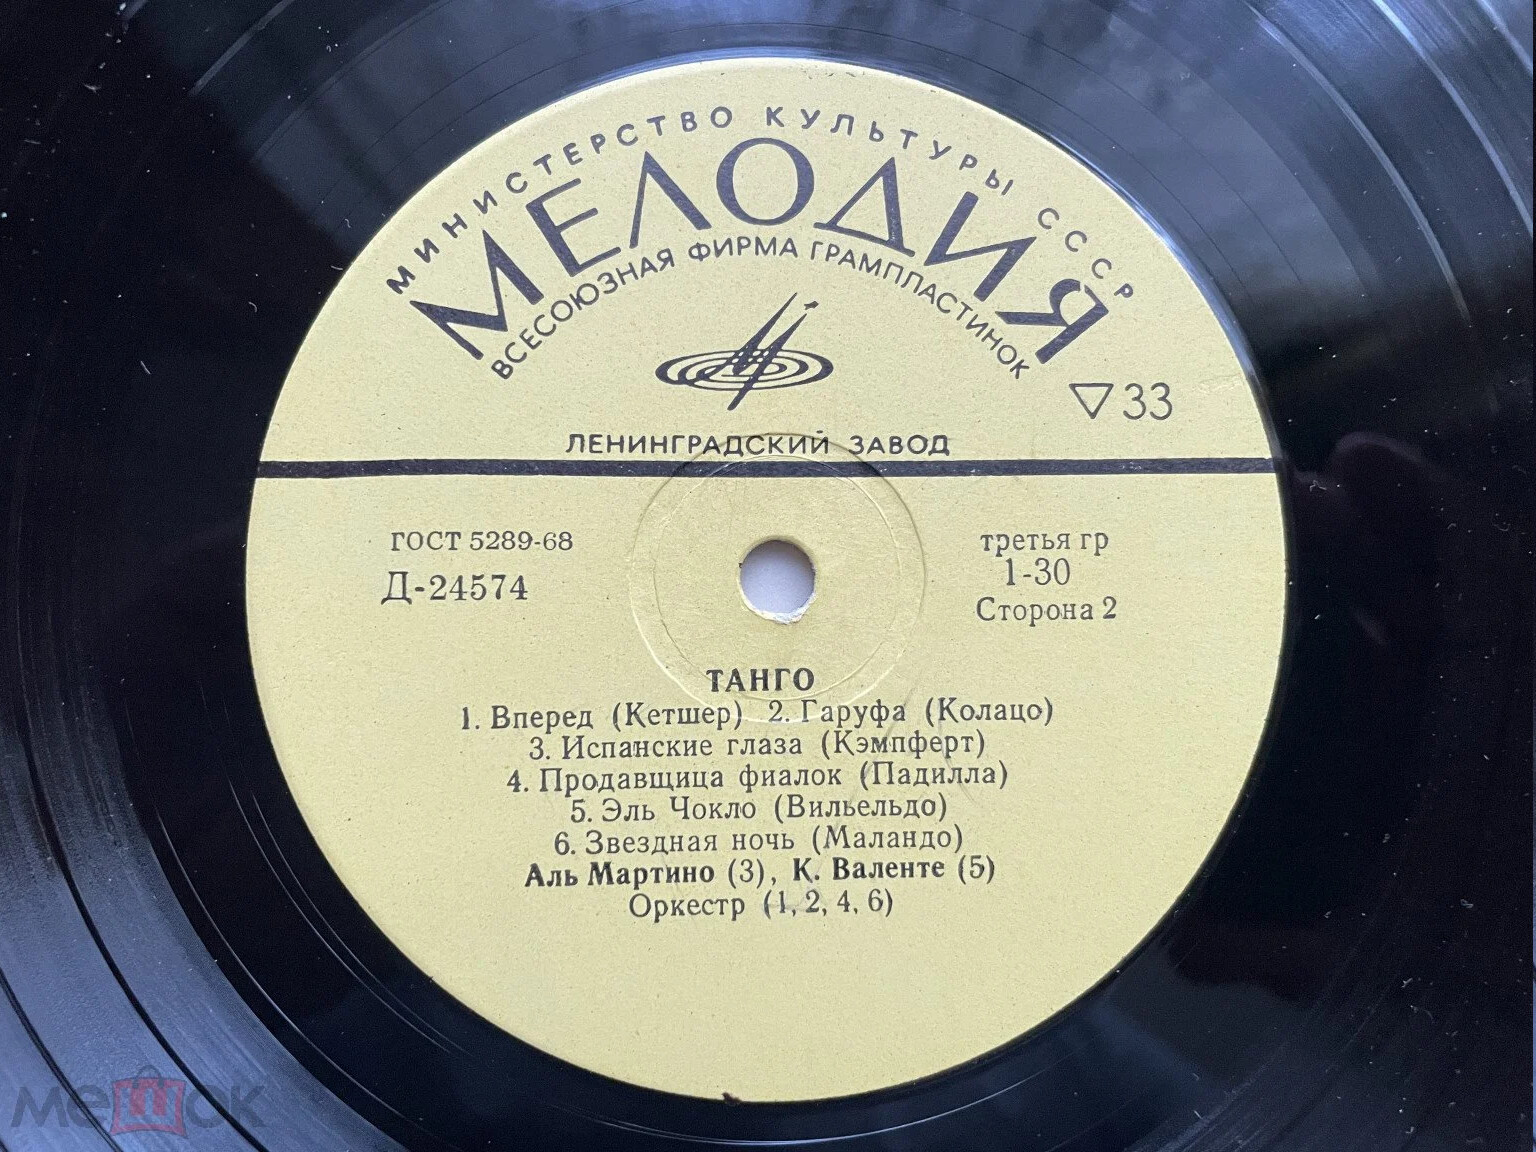 МИНИСТЕРСТВО КУЛЬТУРЫ СССР
МЕЛОДИЯ
ВСЕСОЮЗНАЯ ФИРМА ГРАМПЛАСТИНОК
33
ЛЕНИНГРАДСКИЙ ЗАВОД
ГОСТ 5289-68
Д-24574
третья гр
1-30
Сторона 2
ТАНГО
1. Вперед (Кетшер) 2. Гаруфа (Колацо)
3. Испанские глаза (Кэмпферт)
4. Продавщица фиалок (Падилла)
5. Эль Чокло (Вильельдо)
6. Звездная ночь (Маландо)
Аль Мартино (3), К. Валенте (5)
Оркестр (1, 2, 4, 6)
мешок